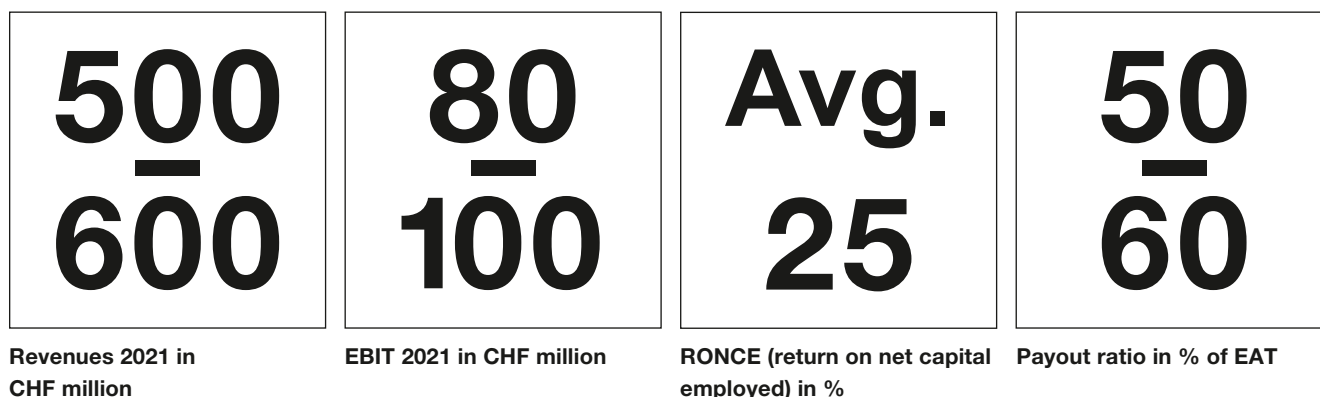 500
–
600
Revenues 2021 in
CHF million
80
–
100
EBIT 2021 in CHF million
Avg.
25
RONCE (return on net capital
employed) in %
50
–
60
Payout ratio in % of EAT